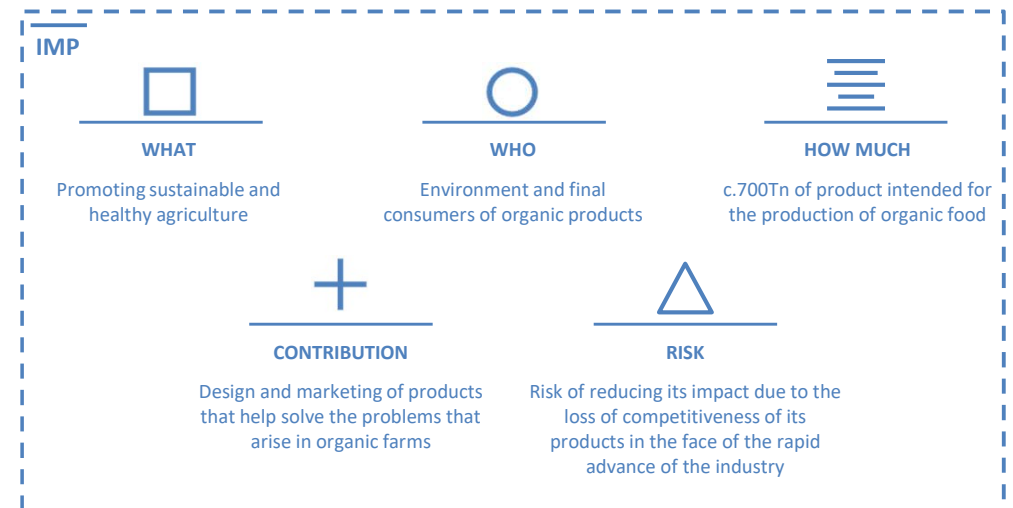 IMP
WHAT
Promoting sustainable and
healthy agriculture
WHO
Environment and final
consumers of organic products
HOW MUCH
c.700Tn of product intended for
the production of organic food
CONTRIBUTION
Design and marketing of products
that help solve the problems that
arise in organic farms
RISK
Risk of reducing its impact due to the
loss of competitiveness of its
products in the face of the rapid
advance of the industry